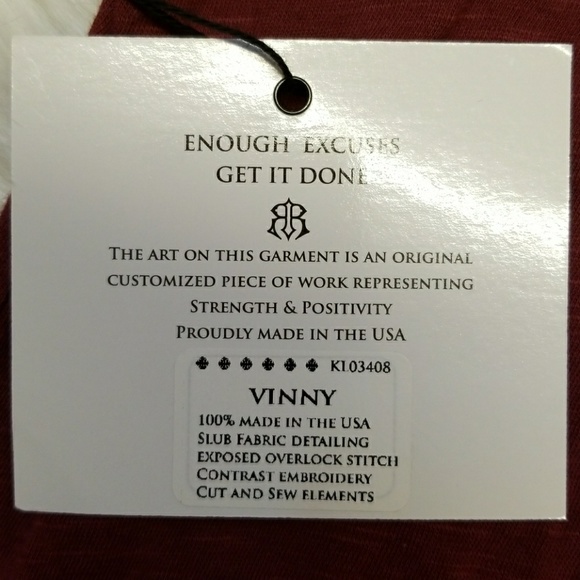 ENOUGH EXCUSES
GET IT DONE
RR
THE ART ON THIS GARMENT IS AN ORIGINAL
CUSTOMIZED PIECE OF WORK REPRESENTING
STRENGTH & POSITIVITY
PROUDLY MADE IN THE USA
KL03408
VINNY
100% MADE IN THE USA
SLUB FABRIC DETAILING
EXPOSED OVERLOCK STITCH
CONTRAST EMBROIDERY
CUT AND SEW ELEMENTS